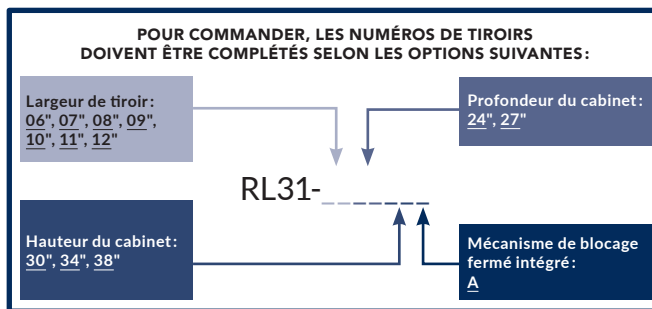 POUR COMMANDER, LES NUMÉROS DE TIROIRS
DOIVENT ÊTRE COMPLÉTÉS SELON LES OPTIONS SUIVANTES:
Largeur de tiroir:
06", 07", 08", 09",
10", 11", 12"
Profondeur du cabinet:
24", 27"
RL31-_______
Hauteur du cabinet:
30", 34", 38"
Mécanisme de blocage
fermé intégré:
A